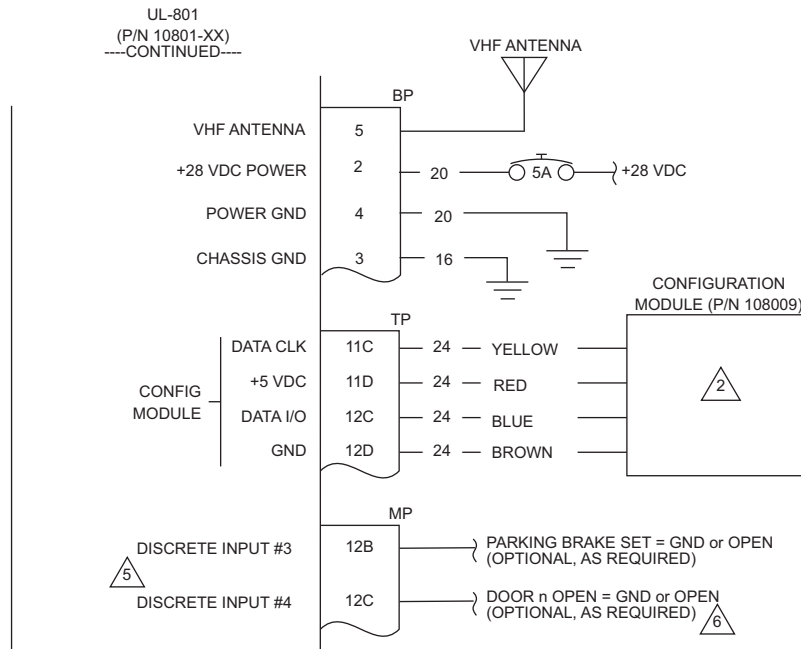 UL-801
(P/N 10801-XX)
----CONTINUED----
VHF ANTENNA
BP
VHF ANTENNA 5
+28 VDC POWER 2 20 5A +28 VDC
POWER GND 4 20
CHASSIS GND 3 16
CONFIGURATION
MODULE (P/N 108009)
TP
CONFIG
MODULE
DATA CLK 11C 24 YELLOW
+5 VDC 11D 24 RED
DATA I/O 12C 24 BLUE
GND 12D 24 BROWN
2
MP
DISCRETE INPUT #3 12B PARKING BRAKE SET = GND or OPEN
(OPTIONAL, AS REQUIRED)
5
DISCRETE INPUT #4 12C DOOR n OPEN = GND or OPEN
(OPTIONAL, AS REQUIRED)
6